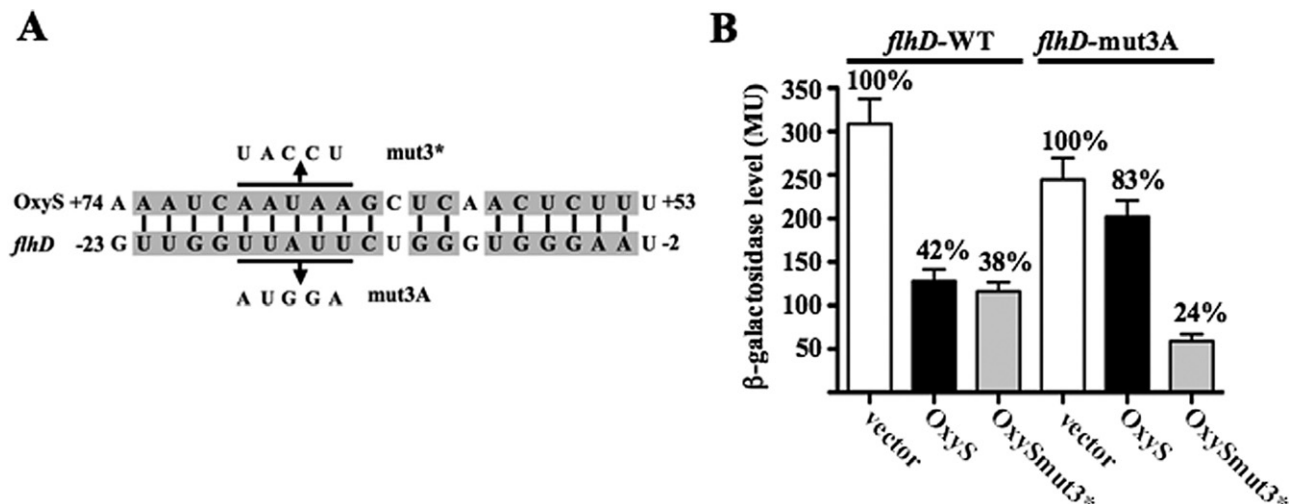 A
U A C C U mut3*
OxyS +74 A A A U C A A U A A G C U C A A C U C U U U +53
flhD -23 G U U G G U U A U U C U G G G U G G G A A U -2
A U G G A mut3A
B
flhD-WT flhD-mut3A
β-galactosidase level (MU)
350
300
250
200
150
100
50
100%
42%
38%
100%
83%
24%
vector
OxyS
OxySmut3*
vector
OxyS
OxySmut3*